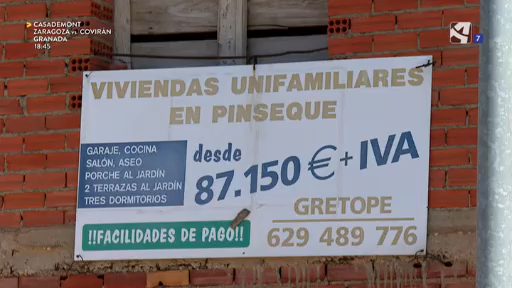 CASADEMONT
ZARAGOZA vs. COVIRÁN
GRANADA
18:45
7
VIVIENDAS UNIFAMILIARES
EN PINSEQUE
GARAJE, COCINA
SALÓN, ASEO
PORCHE AL JARDÍN
2 TERRAZAS AL JARDÍN
TRES DORMITORIOS
desde
87.150 € + IVA
!!FACILIDADES DE PAGO!!
GRETOPE
629 489 776